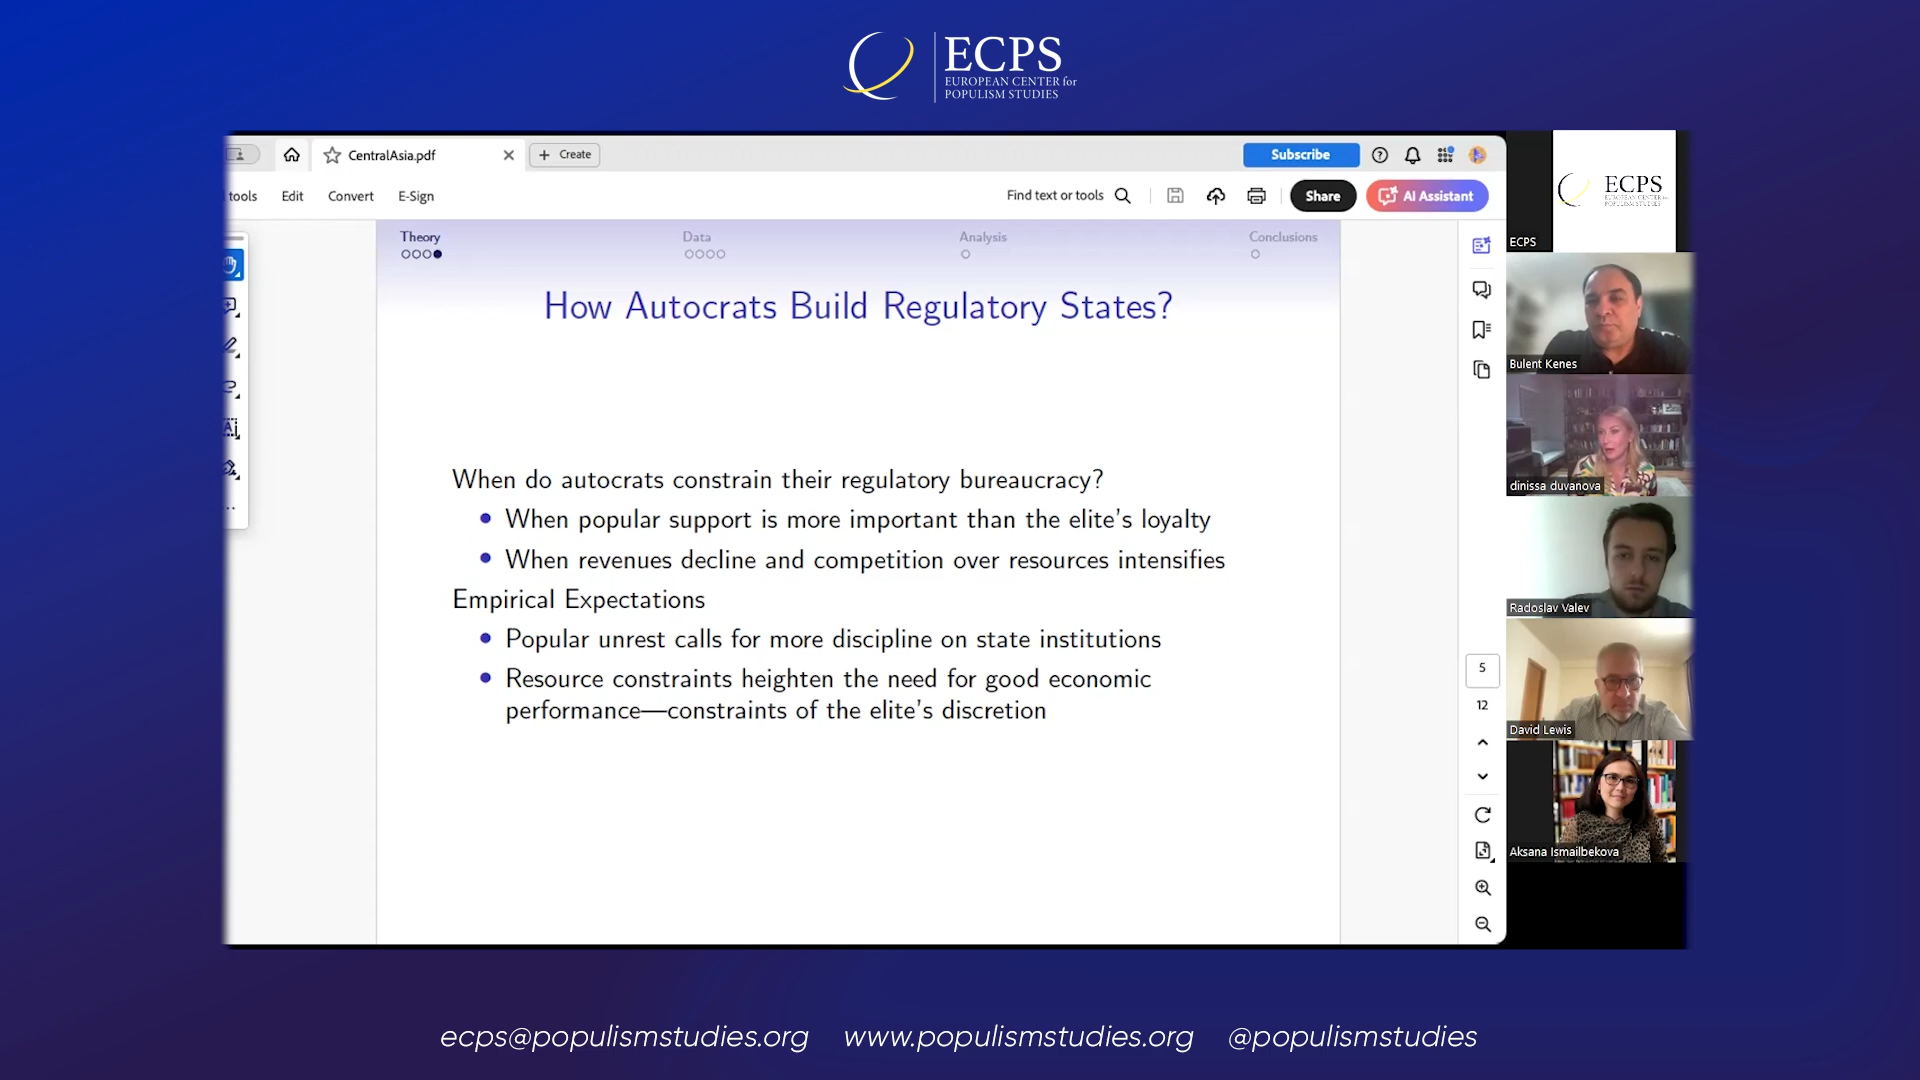 ECPS
EUROPEAN CENTER for
POPULISM STUDIES
CentralAsia.pdf
Create
Subscribe
tools
Edit
Convert
E-Sign
Find text or tools
Share
AI Assistant
Theory
Data
Analysis
Conclusions
How Autocrats Build Regulatory States?
When do autocrats constrain their regulatory bureaucracy?
When popular support is more important than the elite's loyalty
When revenues decline and competition over resources intensifies
Empirical Expectations
Popular unrest calls for more discipline on state institutions
Resource constraints heighten the need for good economic
performance—constraints of the elite's discretion
5
12
ECPS
EUROPEAN CENTER for
POPULISM STUDIES
ECPS
Bulent Kenes
dinissa duvanova
Radoslav Valev
David Lewis
Aksana Ismailbekova
ecps@populismstudies.org
www.populismstudies.org
@populismstudies